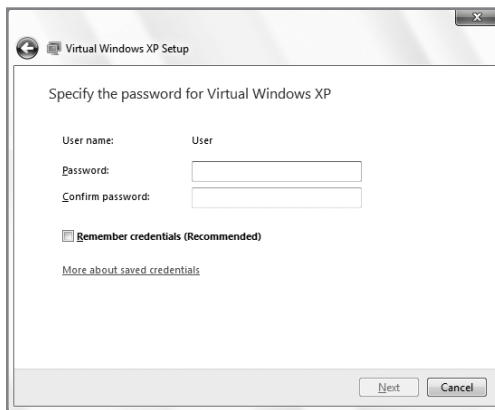 Virtual Windows XP Setup
Specify the password for Virtual Windows XP
User name: User
Password:
Confirm password:
Remember credentials (Recommended)
More about saved credentials
Next Cancel